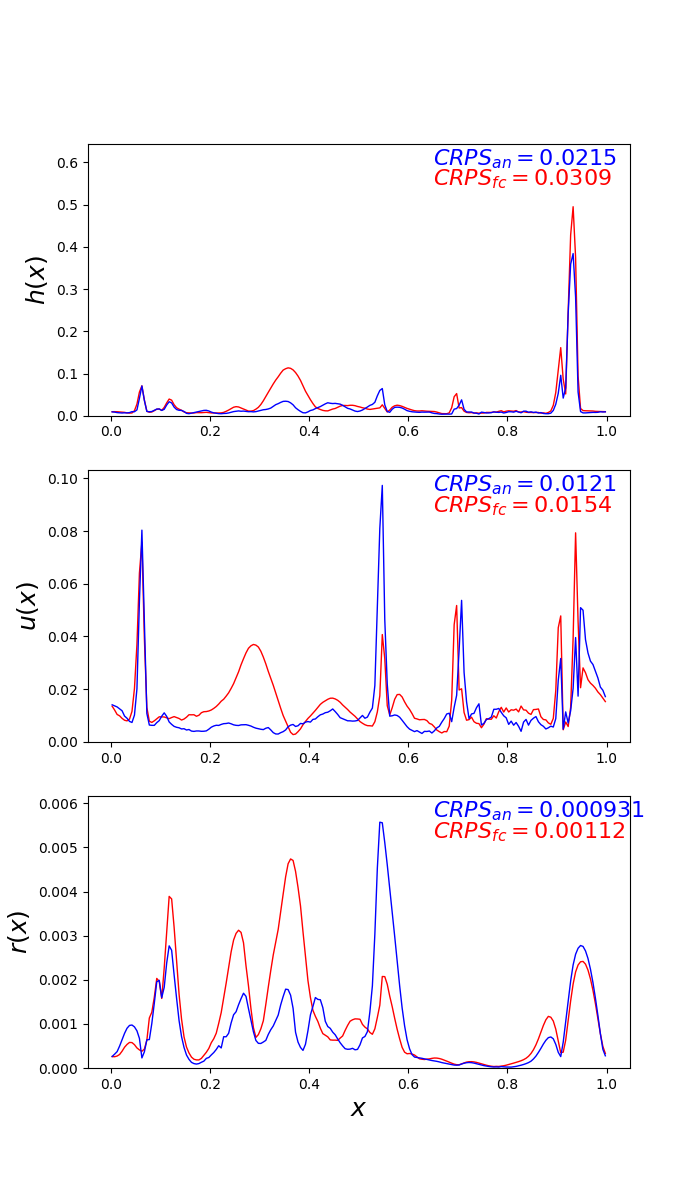 CRPS_an = 0.0215
CRPS_fc = 0.0309
0.6
0.5
0.4
0.3
0.2
0.1
0.0
h(x)
0.0 0.2 0.4 0.6 0.8 1.0
CRPS_an = 0.0121
CRPS_fc = 0.0154
0.10
0.08
0.06
0.04
0.02
0.00
u(x)
0.0 0.2 0.4 0.6 0.8 1.0
CRPS_an = 0.000931
CRPS_fc = 0.00112
0.006
0.005
0.004
0.003
0.002
0.001
0.000
r(x)
0.0 0.2 0.4 0.6 0.8 1.0
x